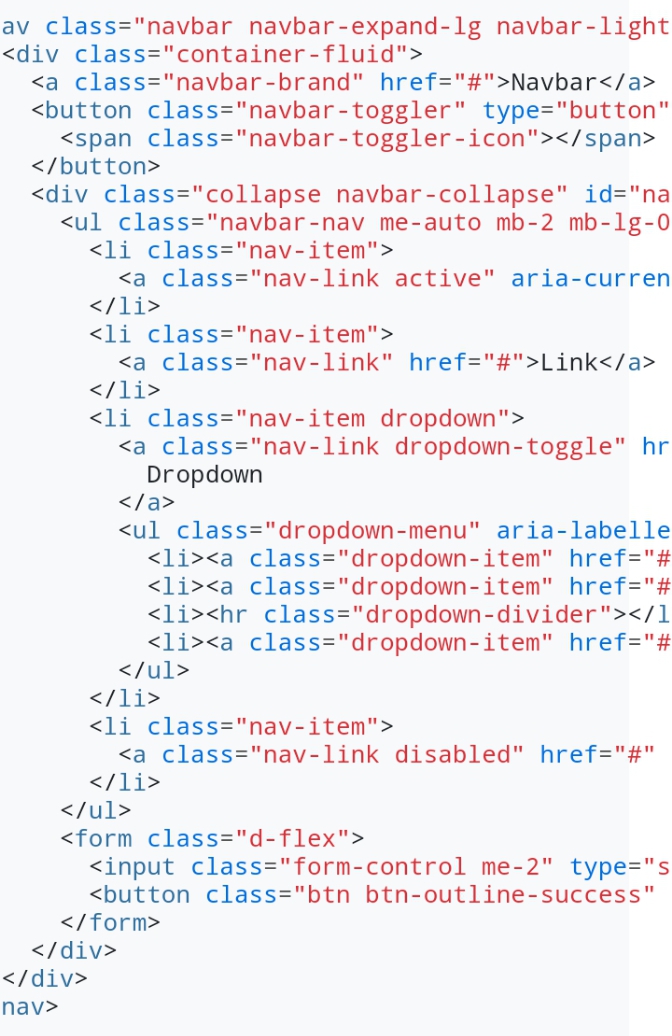 av class="navbar navbar-expand-lg navbar-light
<div class="container-fluid">
<a class="navbar-brand" href="#">Navbar</a>
<button class="navbar-toggler" type="button"
<span class="navbar-toggler-icon"></span>
</button>
<div class="collapse navbar-collapse" id="na
<ul class="navbar-nav me-auto mb-2 mb-lg-0
<li class="nav-item">
<a class="nav-link active" aria-curren
</li>
<li class="nav-item">
<a class="nav-link" href="#">Link</a>
</li>
<li class="nav-item dropdown">
<a class="nav-link dropdown-toggle" hr
Dropdown
</a>
<ul class="dropdown-menu" aria-labelle
<li><a class="dropdown-item" href="#
<li><a class="dropdown-item" href="#
<li><hr class="dropdown-divider"></l
<li><a class="dropdown-item" href="#
</ul>
</li>
<li class="nav-item">
<a class="nav-link disabled" href="#"
</li>
</ul>
<form class="d-flex">
<input class="form-control me-2" type="s
<button class="btn btn-outline-success"
</form>
</div>
</div>
nav>